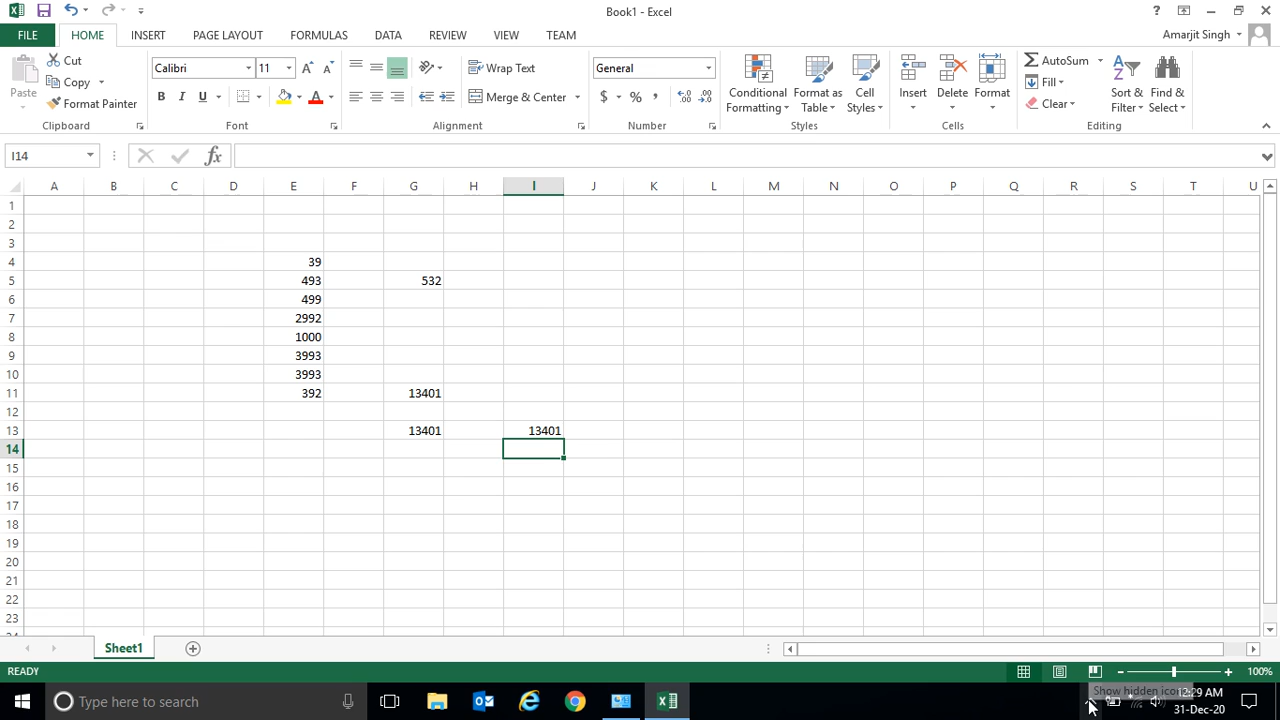 Book1 - Excel
?
FILE HOME INSERT PAGE LAYOUT FORMULAS DATA REVIEW VIEW TEAM Amarjit Singh
Paste Cut Copy Format Painter Clipboard
Calibri 11 B I U A Font
Wrap Text Merge & Center Alignment
General $ % , Number
Conditional Formatting Format as Table Cell Styles Styles
Insert Delete Format Cells
AutoSum Fill Clear Sort & Filter Find & Select Editing
I14 fx
A B C D E F G H I J K L M N O P Q R S T U
1
2
3
4 39
5 493 532
6 499
7 2992
8 1000
9 3993
10 3993
11 392 13401
12
13 13401 13401
14
15
16
17
18
19
20
21
22
23
24
Sheet1
READY 100%
Show hidden icons
Type here to search 12:29 AM
31-Dec-20